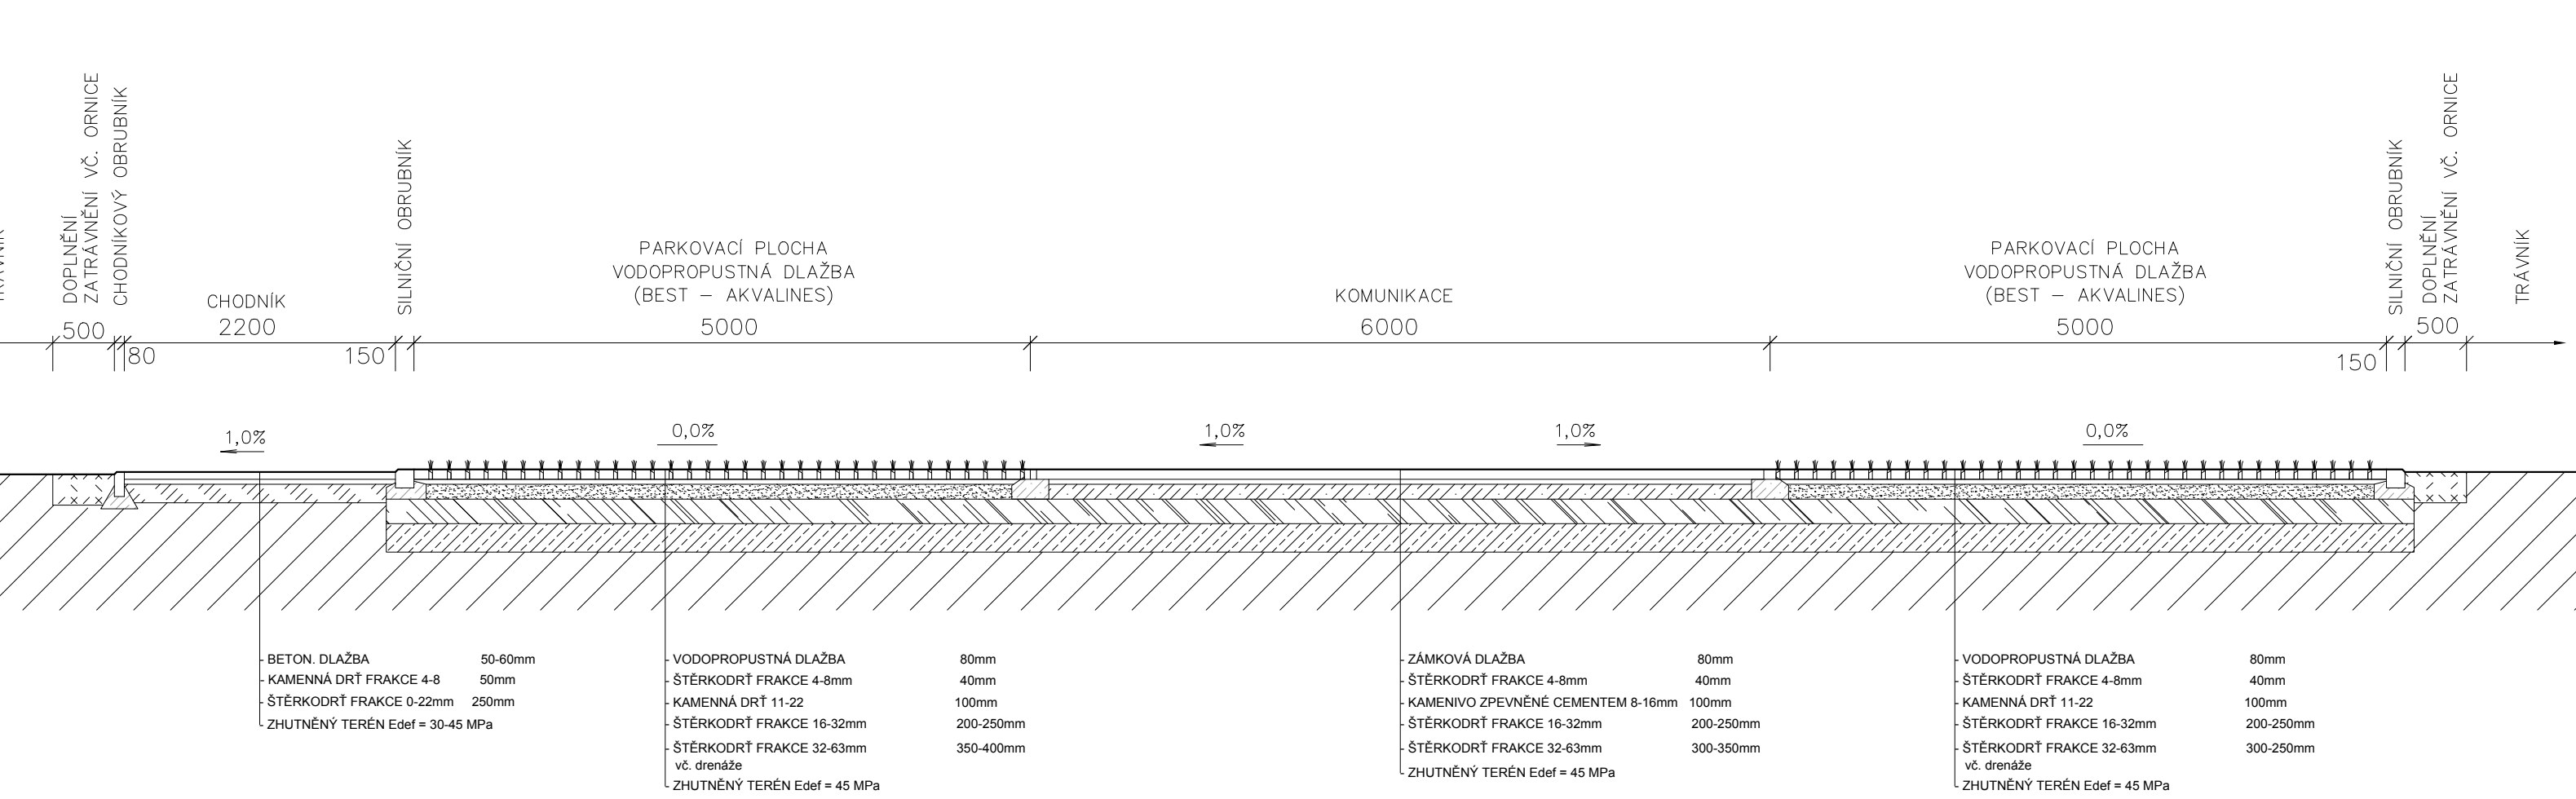 DOPLNĚNÍ
ZATRÁVNĚNÍ VČ. ORNICE
CHODNÍKOVÝ OBRUBNÍK
SILNIČNÍ OBRUBNÍK
SILNIČNÍ OBRUBNÍK
DOPLNĚNÍ
ZATRÁVNĚNÍ VČ. ORNICE
TRÁVNÍK
CHODNÍK
PARKOVACÍ PLOCHA
VODOPROPUSTNÁ DLAŽBA
(BEST – AKVALINES)
KOMUNIKACE
PARKOVACÍ PLOCHA
VODOPROPUSTNÁ DLAŽBA
(BEST – AKVALINES)
500
80
2200
150
5000
6000
5000
150
500
1,0%
0,0%
1,0%
1,0%
0,0%
BETON. DLAŽBA 50-60mm
KAMENNÁ DRŤ FRAKCE 4-8 50mm
ŠTĚRKODRŤ FRAKCE 0-22mm 250mm
ZHUTNĚNÝ TERÉN Edef = 30-45 MPa
VODOPROPUSTNÁ DLAŽBA 80mm
ŠTĚRKODRŤ FRAKCE 4-8mm 40mm
KAMENNÁ DRŤ 11-22 100mm
ŠTĚRKODRŤ FRAKCE 16-32mm 200-250mm
ŠTĚRKODRŤ FRAKCE 32-63mm 350-400mm
vč. drenáže
ZHUTNĚNÝ TERÉN Edef = 45 MPa
ZÁMKOVÁ DLAŽBA 80mm
ŠTĚRKODRŤ FRAKCE 4-8mm 40mm
KAMENIVO ZPEVNĚNÉ CEMENTEM 8-16mm 100mm
ŠTĚRKODRŤ FRAKCE 16-32mm 200-250mm
ŠTĚRKODRŤ FRAKCE 32-63mm 300-350mm
ZHUTNĚNÝ TERÉN Edef = 45 MPa
VODOPROPUSTNÁ DLAŽBA 80mm
ŠTĚRKODRŤ FRAKCE 4-8mm 40mm
KAMENNÁ DRŤ 11-22 100mm
ŠTĚRKODRŤ FRAKCE 16-32mm 200-250mm
ŠTĚRKODRŤ FRAKCE 32-63mm 300-250mm
vč. drenáže
ZHUTNĚNÝ TERÉN Edef = 45 MPa